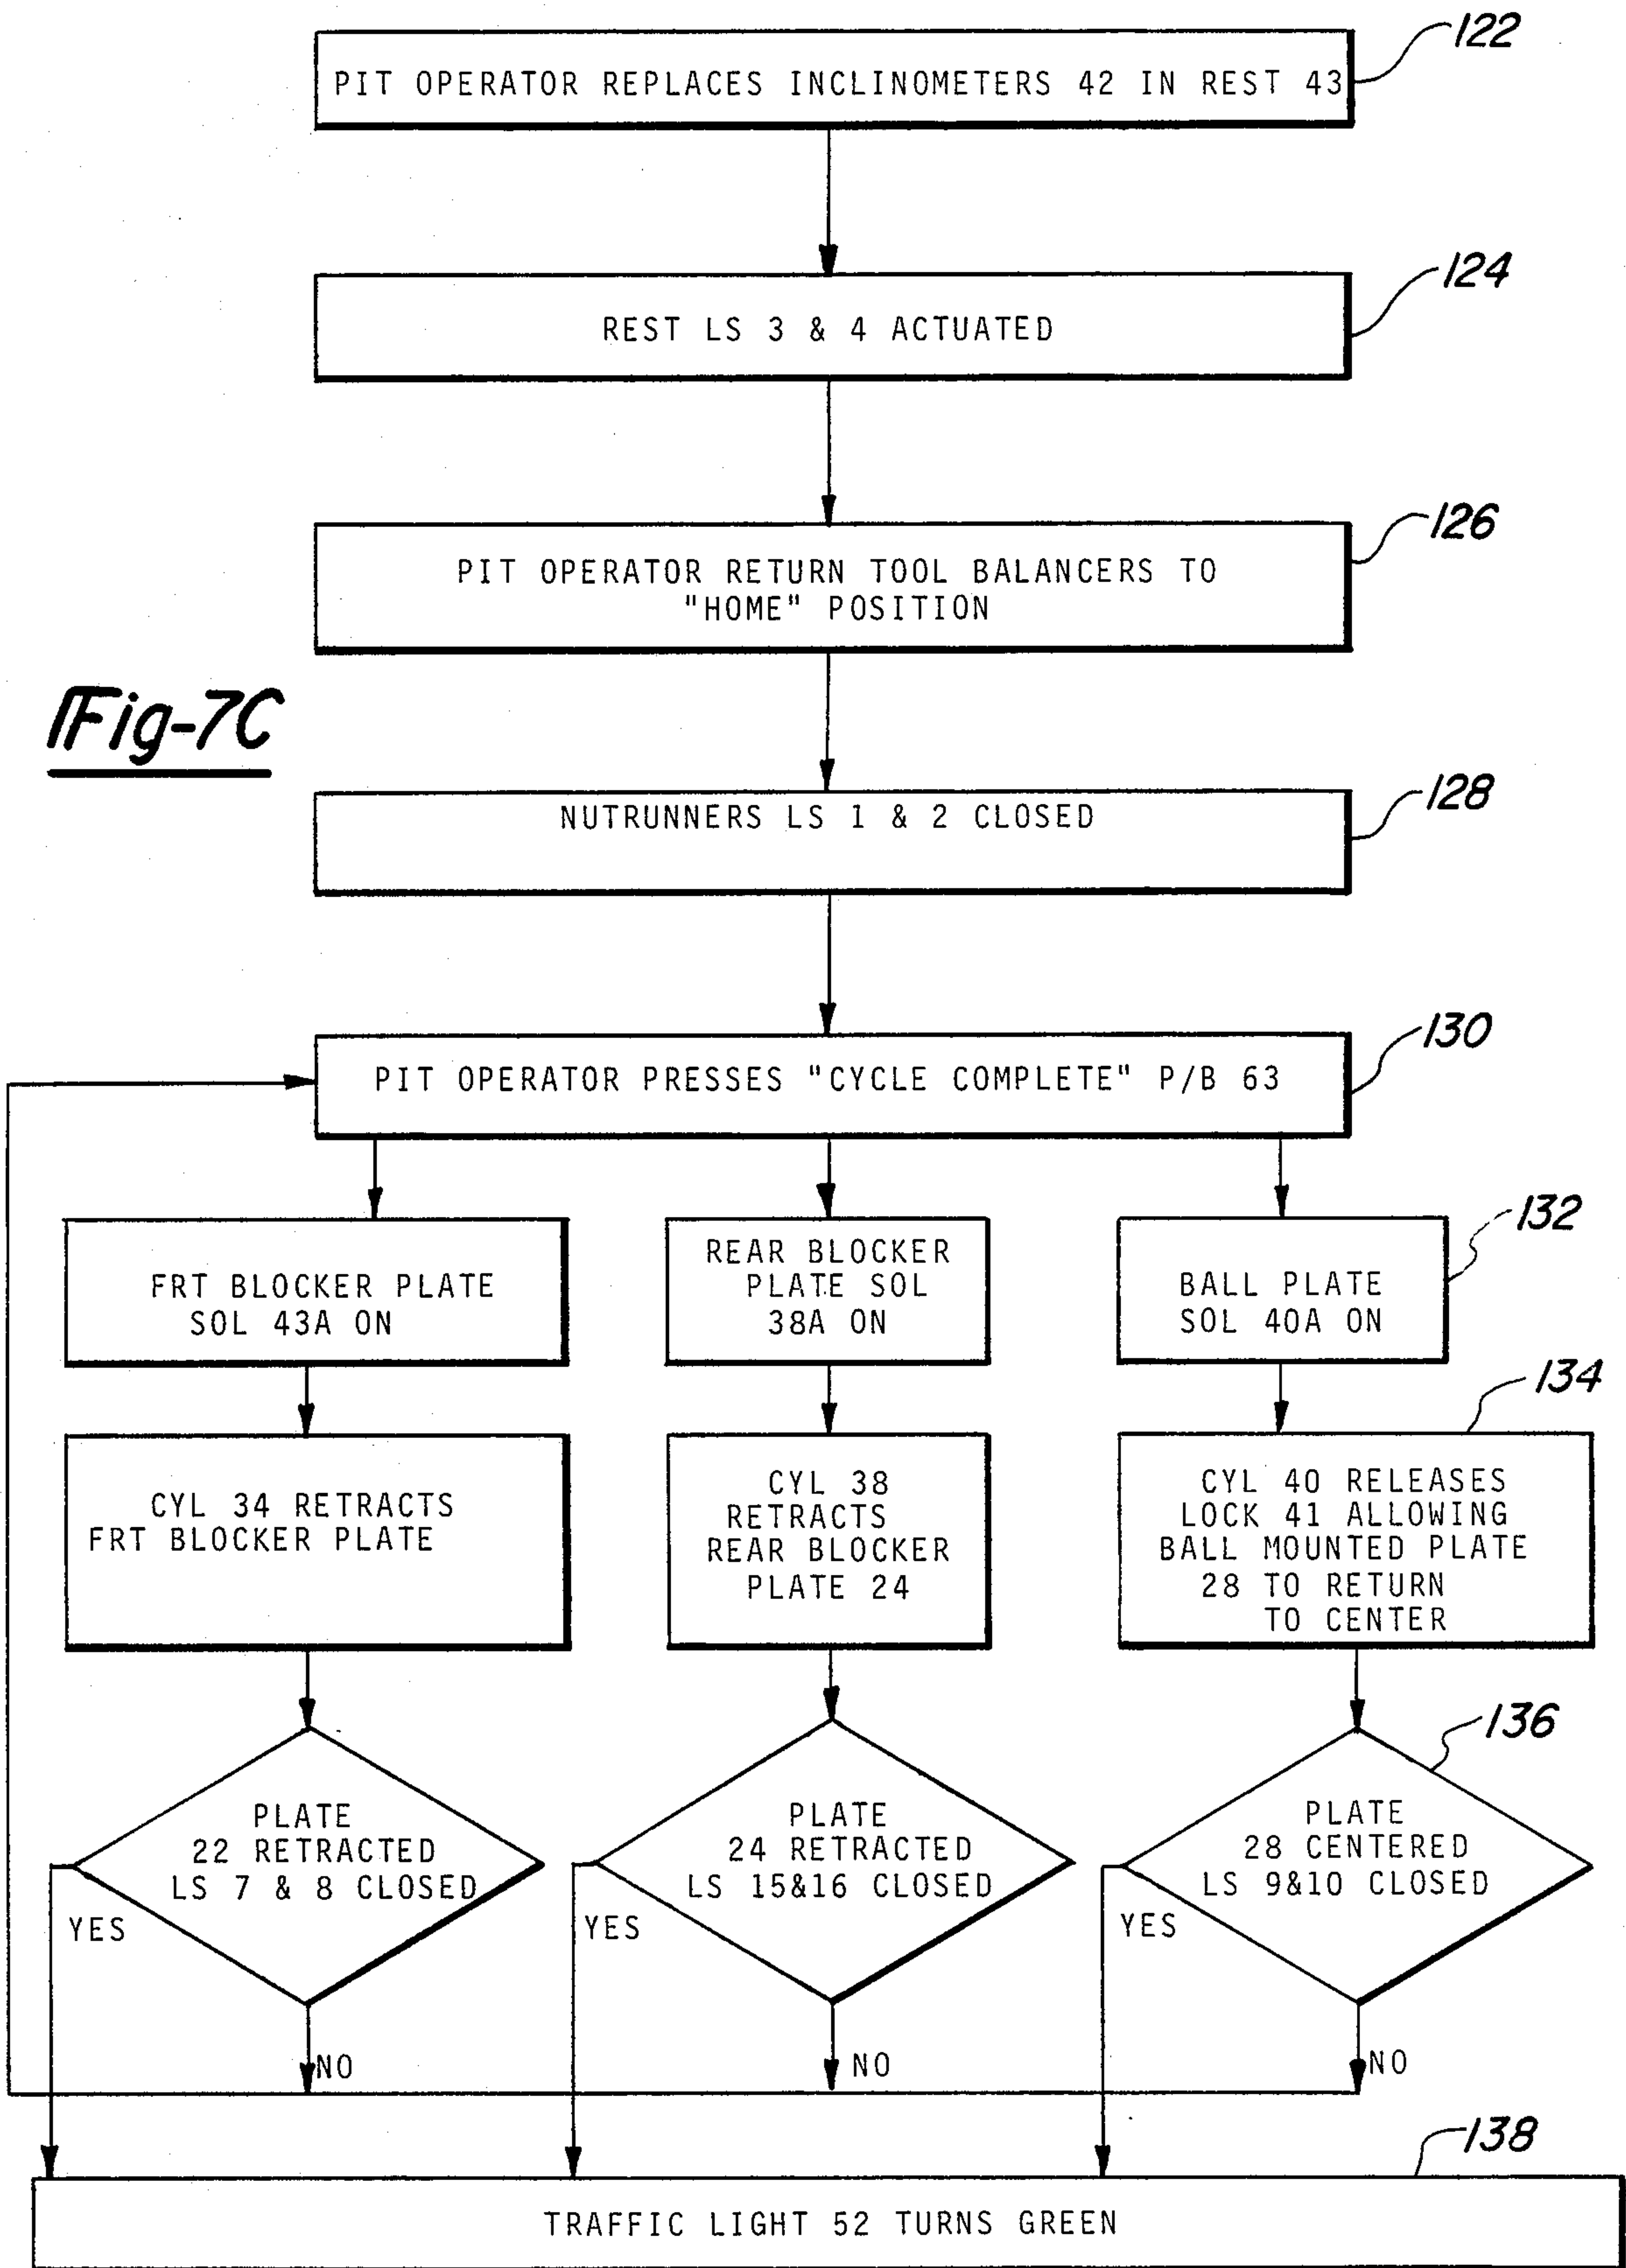 122
PIT OPERATOR REPLACES INCLINOMETERS 42 IN REST 43
124
REST LS 3 & 4 ACTUATED
126
PIT OPERATOR RETURN TOOL BALANCERS TO
"HOME" POSITION
Fig-7C
128
NUTRUNNERS LS 1 & 2 CLOSED
130
PIT OPERATOR PRESSES "CYCLE COMPLETE" P/B 63
FRT BLOCKER PLATE
SOL 43A ON
REAR BLOCKER
PLATE SOL
38A ON
132
BALL PLATE
SOL 40A ON
134
CYL 34 RETRACTS
FRT BLOCKER PLATE
CYL 38
RETRACTS
REAR BLOCKER
PLATE 24
CYL 40 RELEASES
LOCK 41 ALLOWING
BALL MOUNTED PLATE
28 TO RETURN
TO CENTER
136
PLATE
22 RETRACTED
LS 7 & 8 CLOSED
YES
NO
PLATE
24 RETRACTED
LS 15&16 CLOSED
YES
NO
PLATE
28 CENTERED
LS 9&10 CLOSED
YES
NO
138
TRAFFIC LIGHT 52 TURNS GREEN